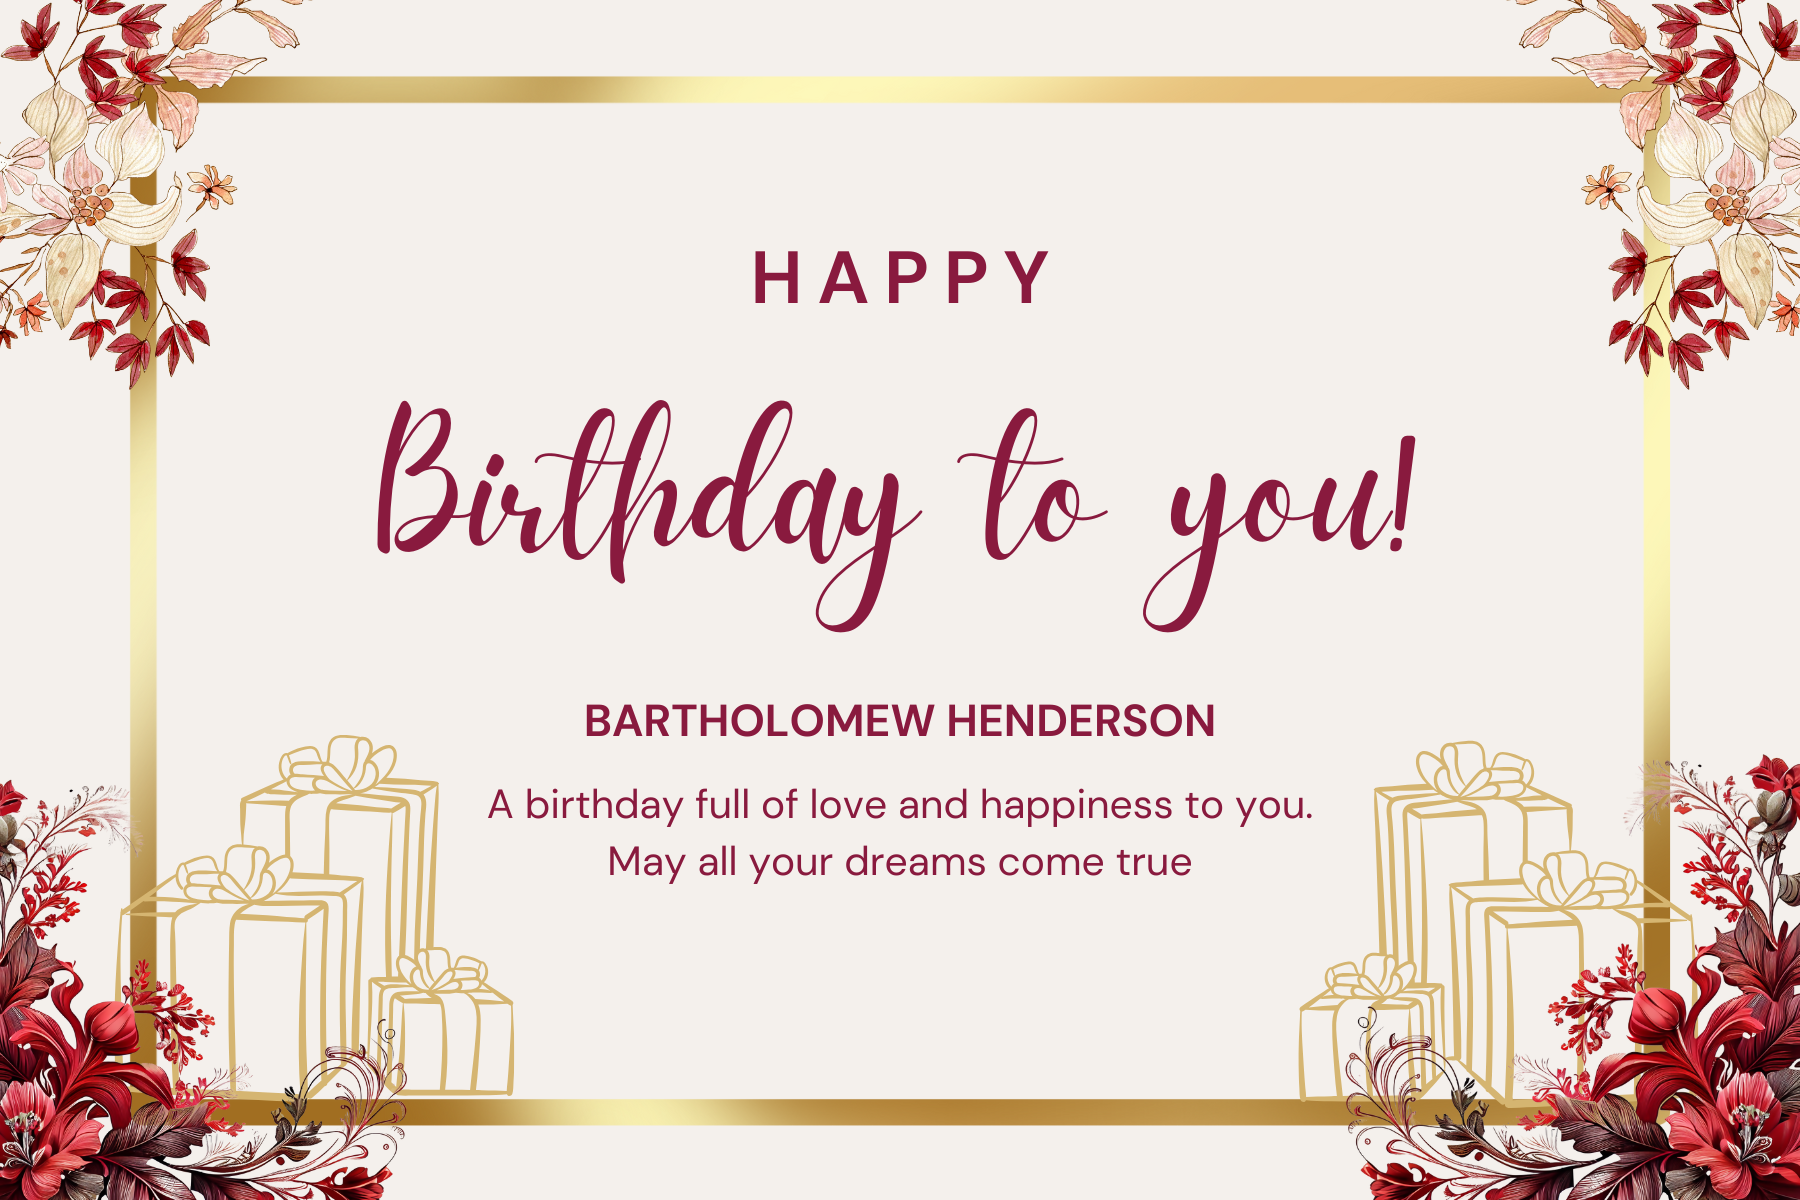 HAPPY
Birthday to you!
BARTHOLOMEW HENDERSON
A birthday full of love and happiness to you.
May all your dreams come true